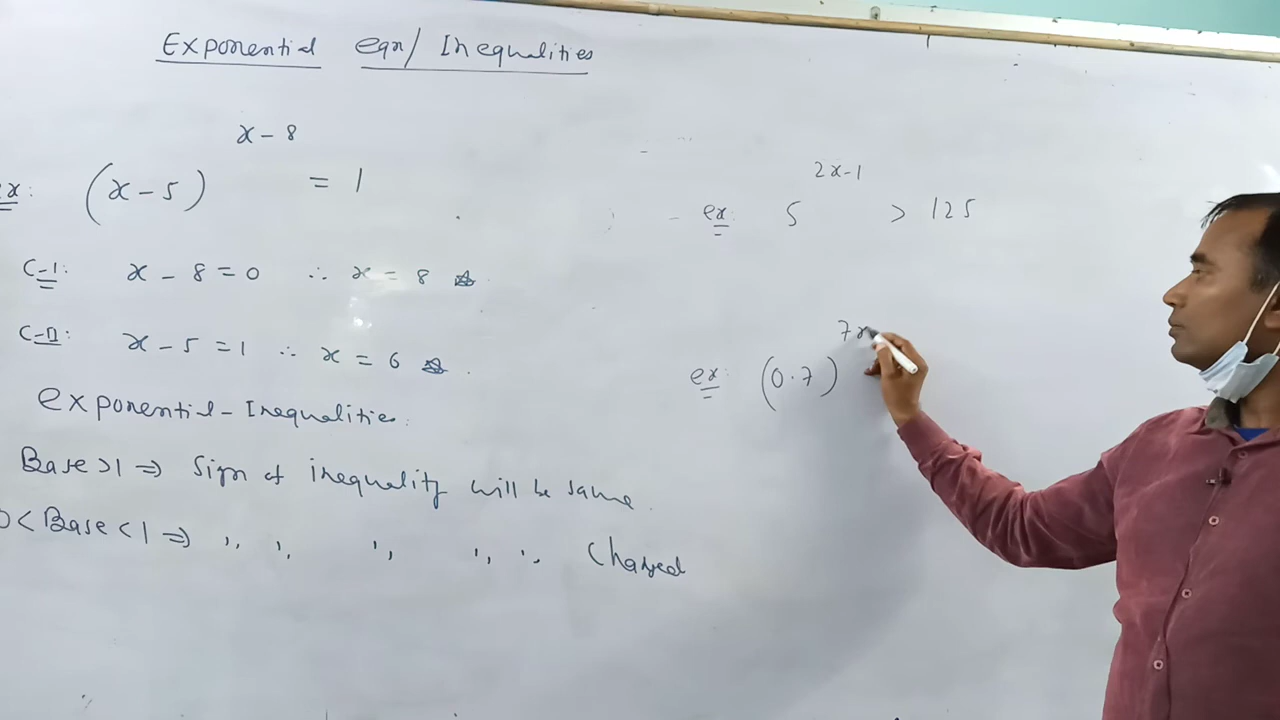 Exponential eqn/Inequalities
x-8
ex: (x-5) = 1
C-I: x-8=0 ∴ x=8
C-II: x-5=1 ∴ x=6
Exponential-Inequalities.
Base>1 ⇒ Sign of inequality will be same.
0<Base<1 ⇒ ,, ,, ,, ,, ,, Changed
2x-1
ex: 5 > 125
7x
ex: (0.7)